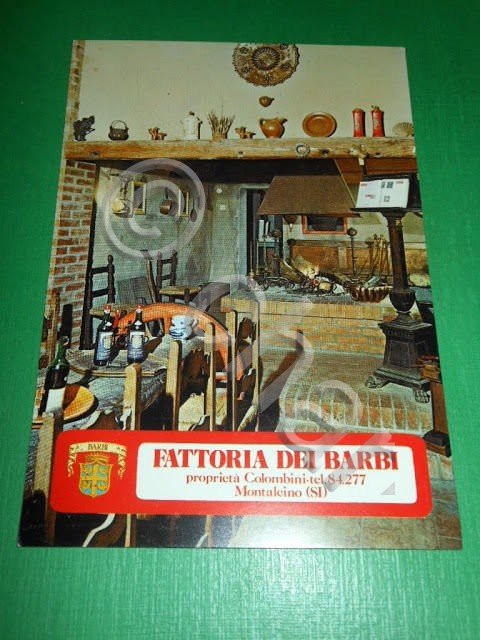 BARBI
FATTORIA DEI BARBI
proprietà Colombini-tel. 84.277
Montalcino (SI)